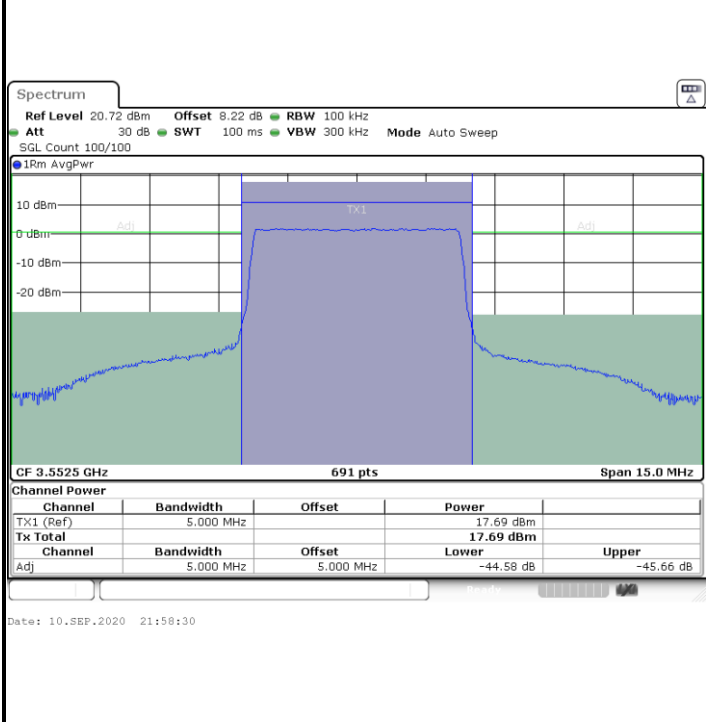 Spectrum
Ref Level 20.72 dBm Offset 8.22 dB RBW 100 kHz
Att 30 dB SWT 100 ms VBW 300 kHz Mode Auto Sweep
SGL Count 100/100
1Rm AvgPwr
10 dBm
TX1
Adj Adj
0 dBm
-10 dBm
-20 dBm
CF 3.5525 GHz 691 pts Span 15.0 MHz
Channel Power
Channel Bandwidth Offset Power
TX1 (Ref) 5.000 MHz 17.69 dBm
Tx Total 17.69 dBm
Channel Bandwidth Offset Lower Upper
Adj 5.000 MHz 5.000 MHz -44.58 dB -45.66 dB
Ready
Date: 10.SEP.2020 21:58:30